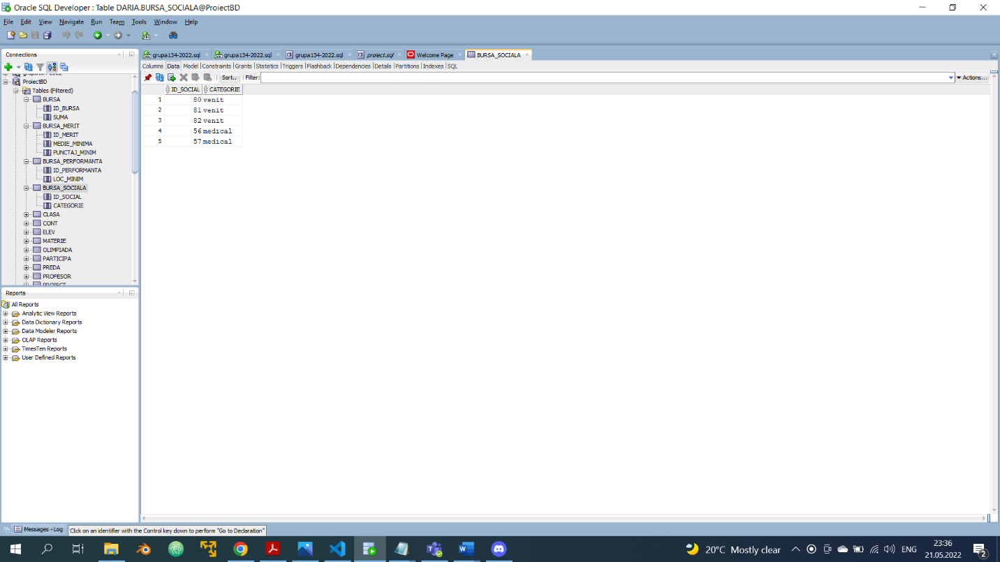 Oracle SQL Developer : Table DARIA.BURSA_SOCIALA@ProiectBD
File Edit View Navigate Run Team Tools Window Help
Connections
grupa134-2022.sql
grupa134-2022.sql
grupa134-2022.sql
proiect.sql
Welcome Page
BURSA_SOCIALA
Columns Data Model Constraints Grants Statistics Triggers Flashback Dependencies Details Partitions Indexes SQL
Sort.. Filter: Actions...
ID_SOCIAL CATEGORIE
1 80 venit
2 81 venit
3 82 venit
4 56 medical
5 57 medical
grupa134-2022
ProiectBD
Tables (Filtered)
BURSA
ID_BURSA
SUMA
BURSA_MERIT
ID_MERIT
MEDIE_MINIMA
PUNCTAJ_MINIM
BURSA_PERFORMANTA
ID_PERFORMANTA
LOC_MINIM
BURSA_SOCIALA
ID_SOCIAL
CATEGORIE
CLASA
CONT
ELEV
MATERIE
OLIMPIADA
PARTICIPA
PREDA
PROFESOR
PROIECT
Reports
All Reports
Analytic View Reports
Data Dictionary Reports
Data Modeler Reports
OLAP Reports
TimesTen Reports
User Defined Reports
Messages - Log
Click on an identifier with the Control key down to perform "Go to Declaration"
20°C Mostly clear
ENG
23:36
21.05.2022
2